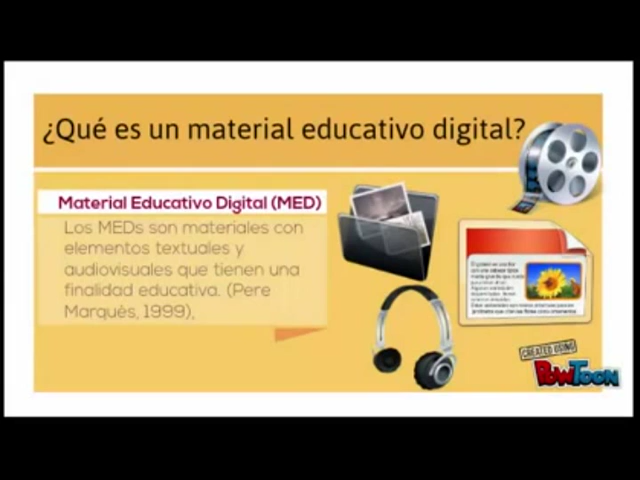 ¿Qué es un material educativo digital?
Material Educativo Digital (MED)
Los MEDs son materiales con
elementos textuales y
audiovisuales que tienen una
finalidad educativa. (Pere
Marquès, 1999),
CREATED USING
POWTOON